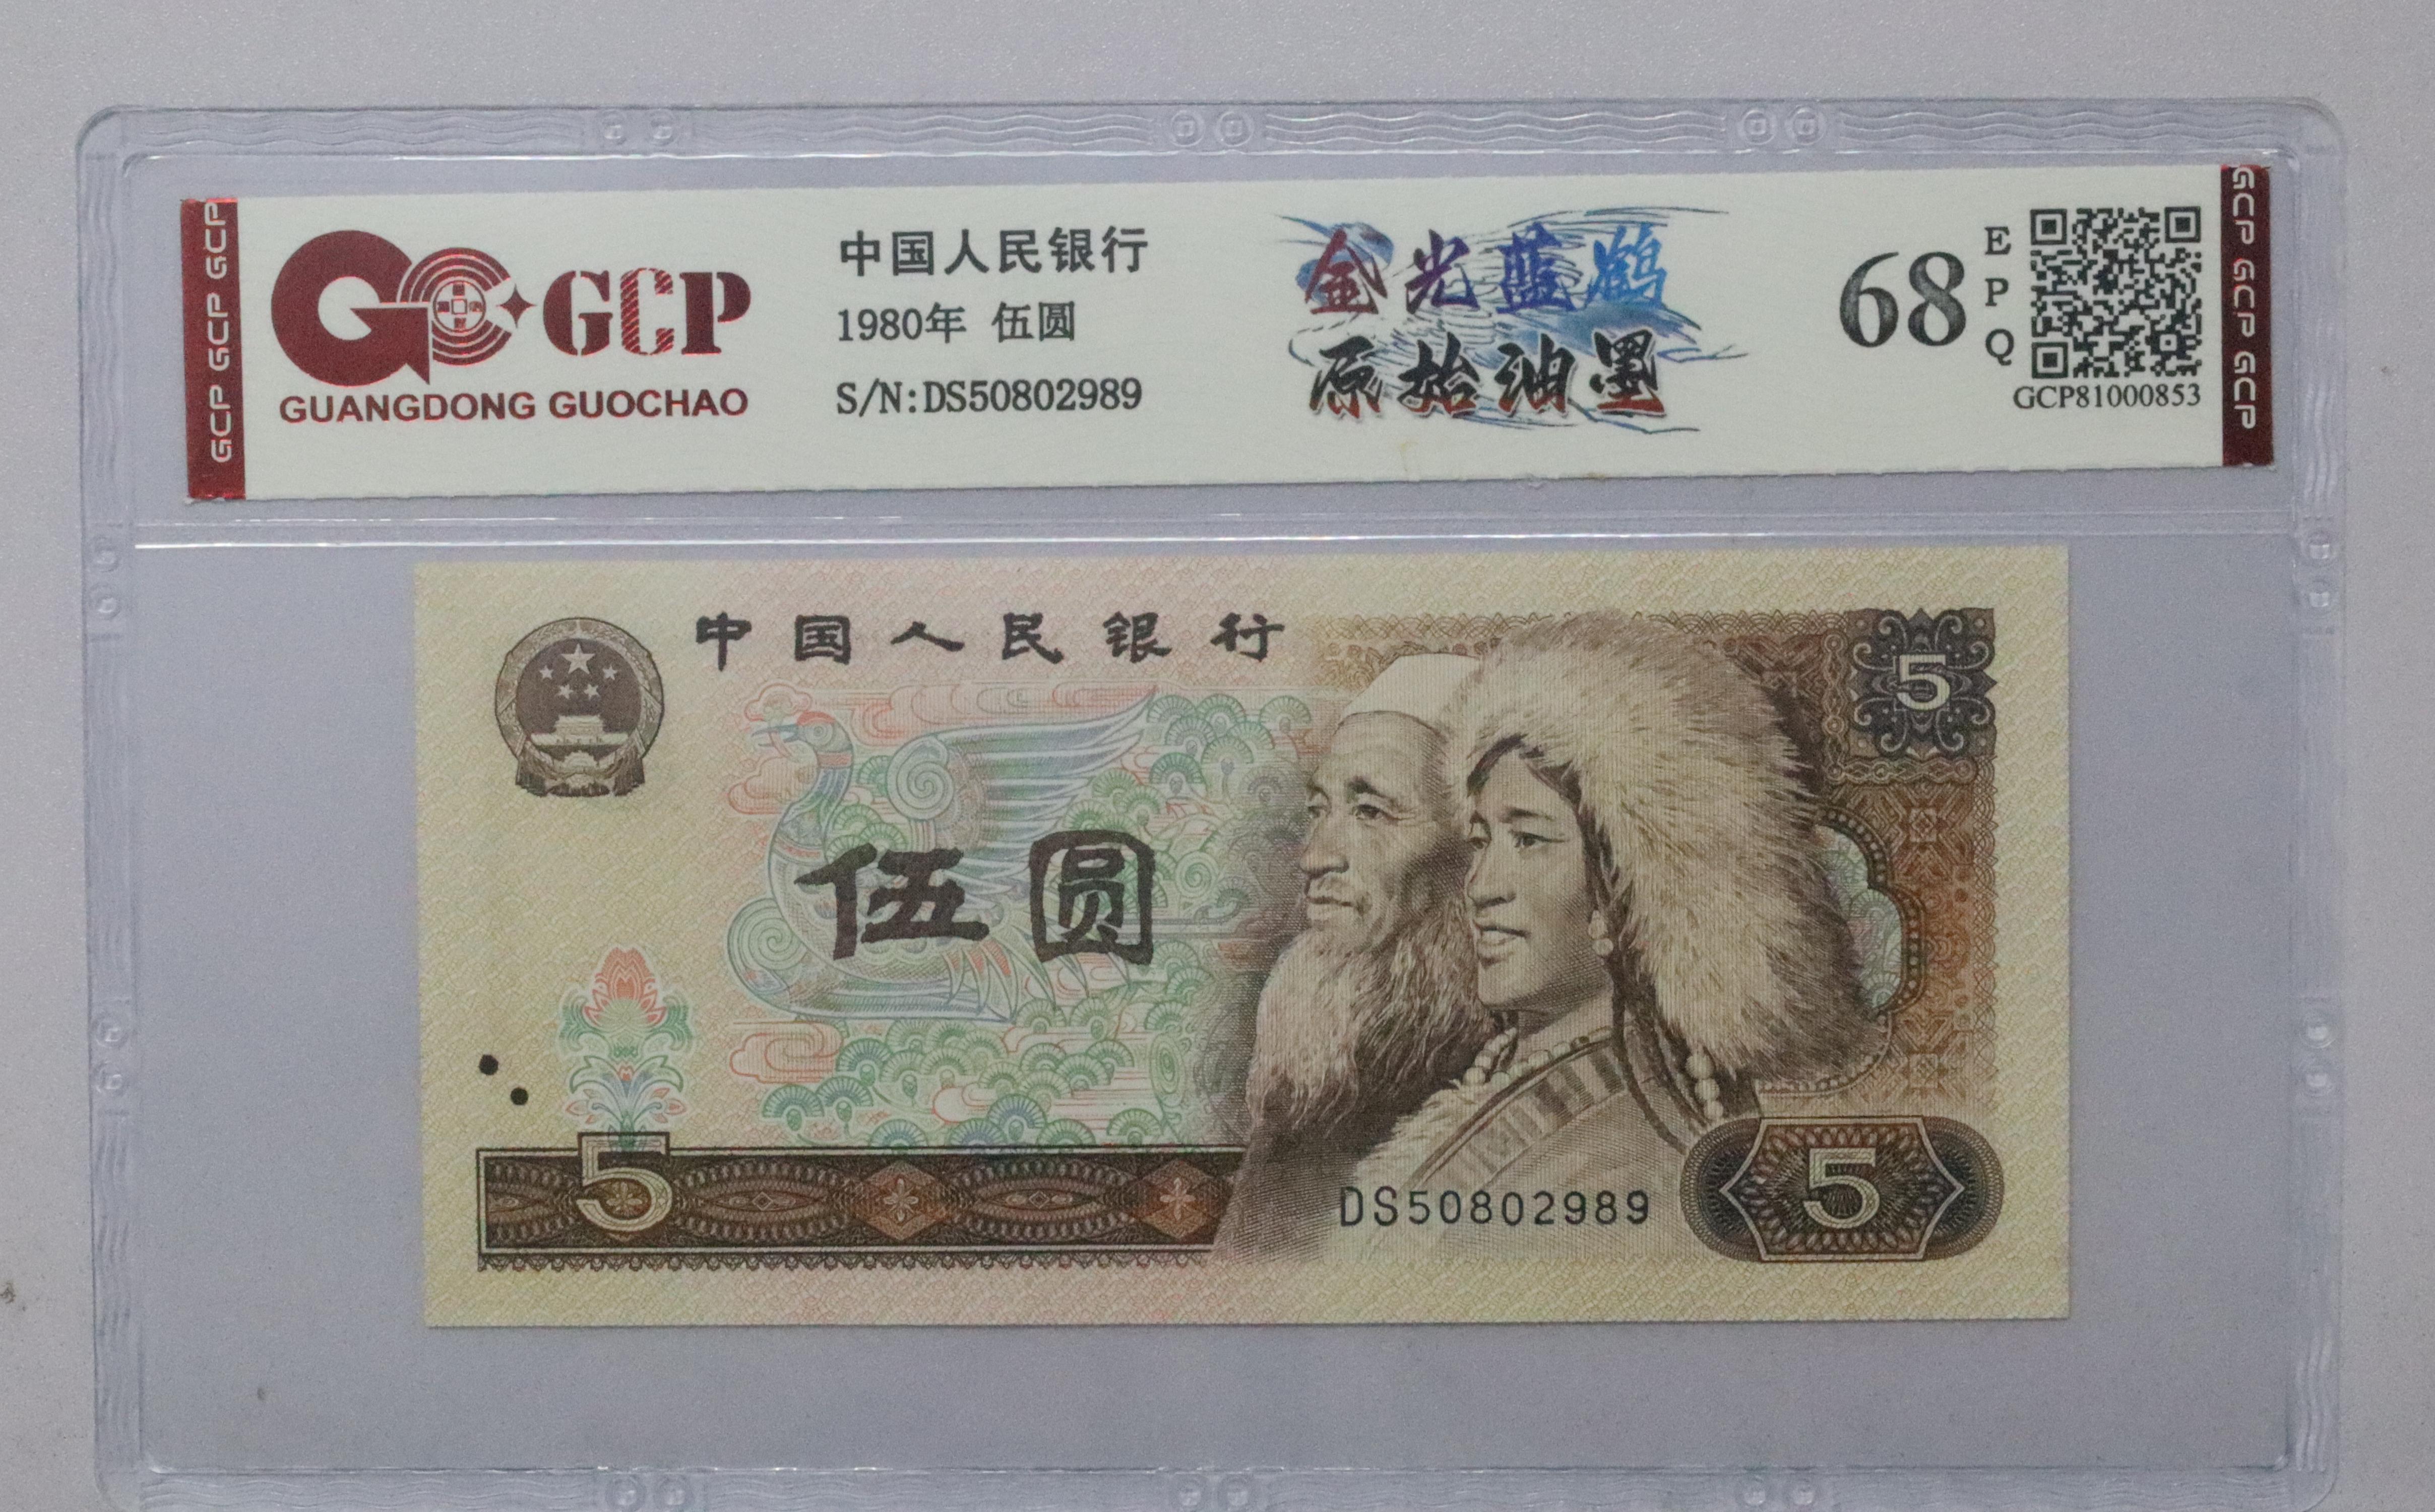 GCP GCP GCP
GCP
GUANGDONG GUOCHAO
中国人民银行
1980年 伍圆
S/N:DS50802989
金光蓝鹤
原始油墨
68
E
P
Q
GCP81000853
GCP GCP GCP
中国人民银行
5
伍圆
5
DS50802989
5